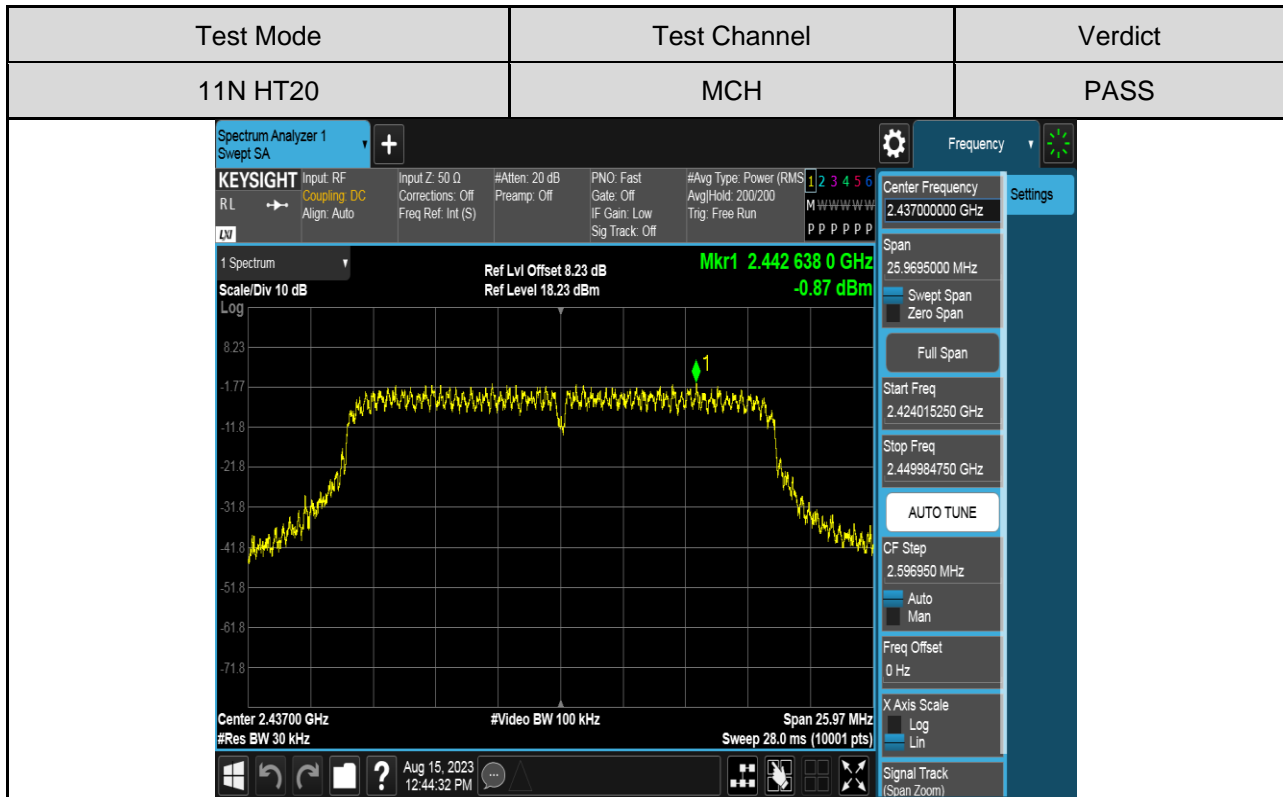 Test Mode Test Channel Verdict
11N HT20 MCH PASS
Spectrum Analyzer 1
Swept SA
+
Frequency
KEYSIGHT
RL
LXI
Input: RF
Coupling: DC
Align: Auto
Input Z: 50 Ω
Corrections: Off
Freq Ref: Int (S)
#Atten: 20 dB
Preamp: Off
PNO: Fast
Gate: Off
IF Gain: Low
Sig Track: Off
#Avg Type: Power (RMS
Avg|Hold: 200/200
Trig: Free Run
1 2 3 4 5 6
M W W W W W
P P P P P P
1 Spectrum
Scale/Div 10 dB
Ref Lvl Offset 8.23 dB
Ref Level 18.23 dBm
Mkr1 2.442 638 0 GHz
-0.87 dBm
Log
8.23
-1.77
-11.8
-21.8
-31.8
-41.8
-51.8
-61.8
-71.8
1
Center 2.43700 GHz
#Res BW 30 kHz
#Video BW 100 kHz
Span 25.97 MHz
Sweep 28.0 ms (10001 pts)
Center Frequency
2.437000000 GHz
Span
25.9695000 MHz
Swept Span
Zero Span
Full Span
Start Freq
2.424015250 GHz
Stop Freq
2.449984750 GHz
AUTO TUNE
CF Step
2.596950 MHz
Auto
Man
Freq Offset
0 Hz
X Axis Scale
Log
Lin
Signal Track
(Span Zoom)
Settings
?
Aug 15, 2023
12:44:32 PM